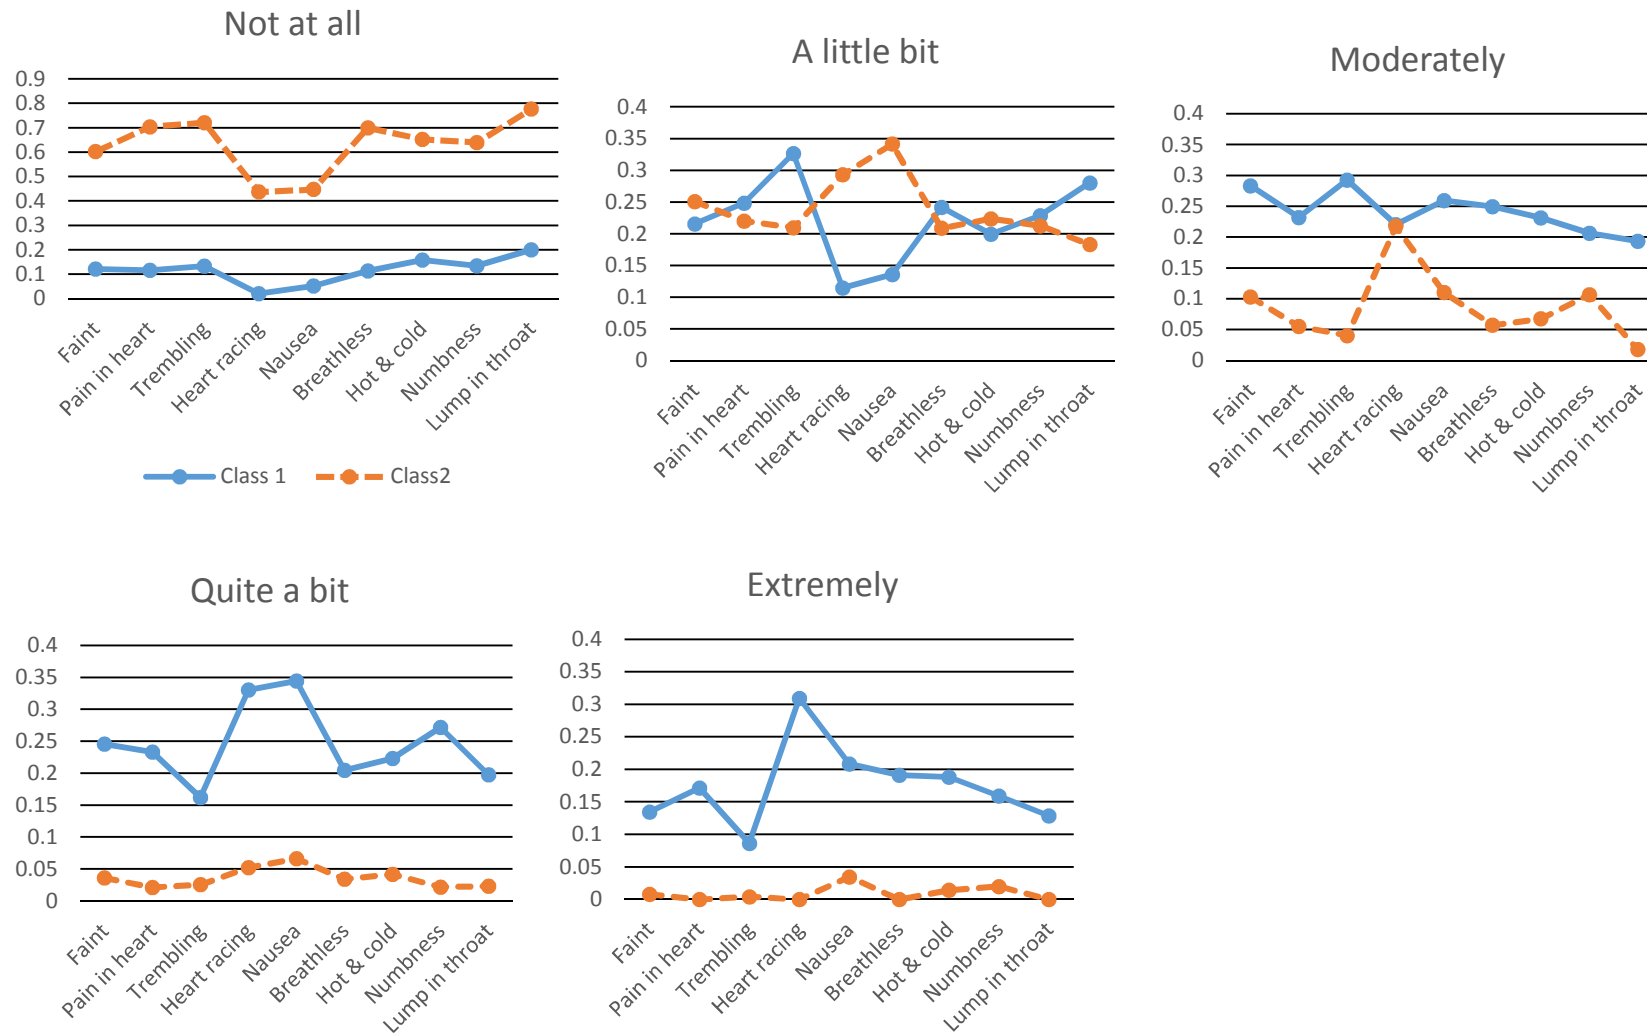 Not at all
0.9
0.8
0.7
0.6
0.5
0.4
0.3
0.2
0.1
0
Faint
Pain in heart
Trembling
Heart racing
Nausea
Breathless
Hot & cold
Numbness
Lump in throat
Class 1
Class2
A little bit
0.4
0.35
0.3
0.25
0.2
0.15
0.1
0.05
0
Faint
Pain in heart
Trembling
Heart racing
Nausea
Breathless
Hot & cold
Numbness
Lump in throat
Moderately
0.4
0.35
0.3
0.25
0.2
0.15
0.1
0.05
0
Faint
Pain in heart
Trembling
Heart racing
Nausea
Breathless
Hot & cold
Numbness
Lump in throat
Quite a bit
0.4
0.35
0.3
0.25
0.2
0.15
0.1
0.05
0
Faint
Pain in heart
Trembling
Heart racing
Nausea
Breathless
Hot & cold
Numbness
Lump in throat
Extremely
0.4
0.35
0.3
0.25
0.2
0.15
0.1
0.05
0
Faint
Pain in heart
Trembling
Heart racing
Nausea
Breathless
Hot & cold
Numbness
Lump in throat